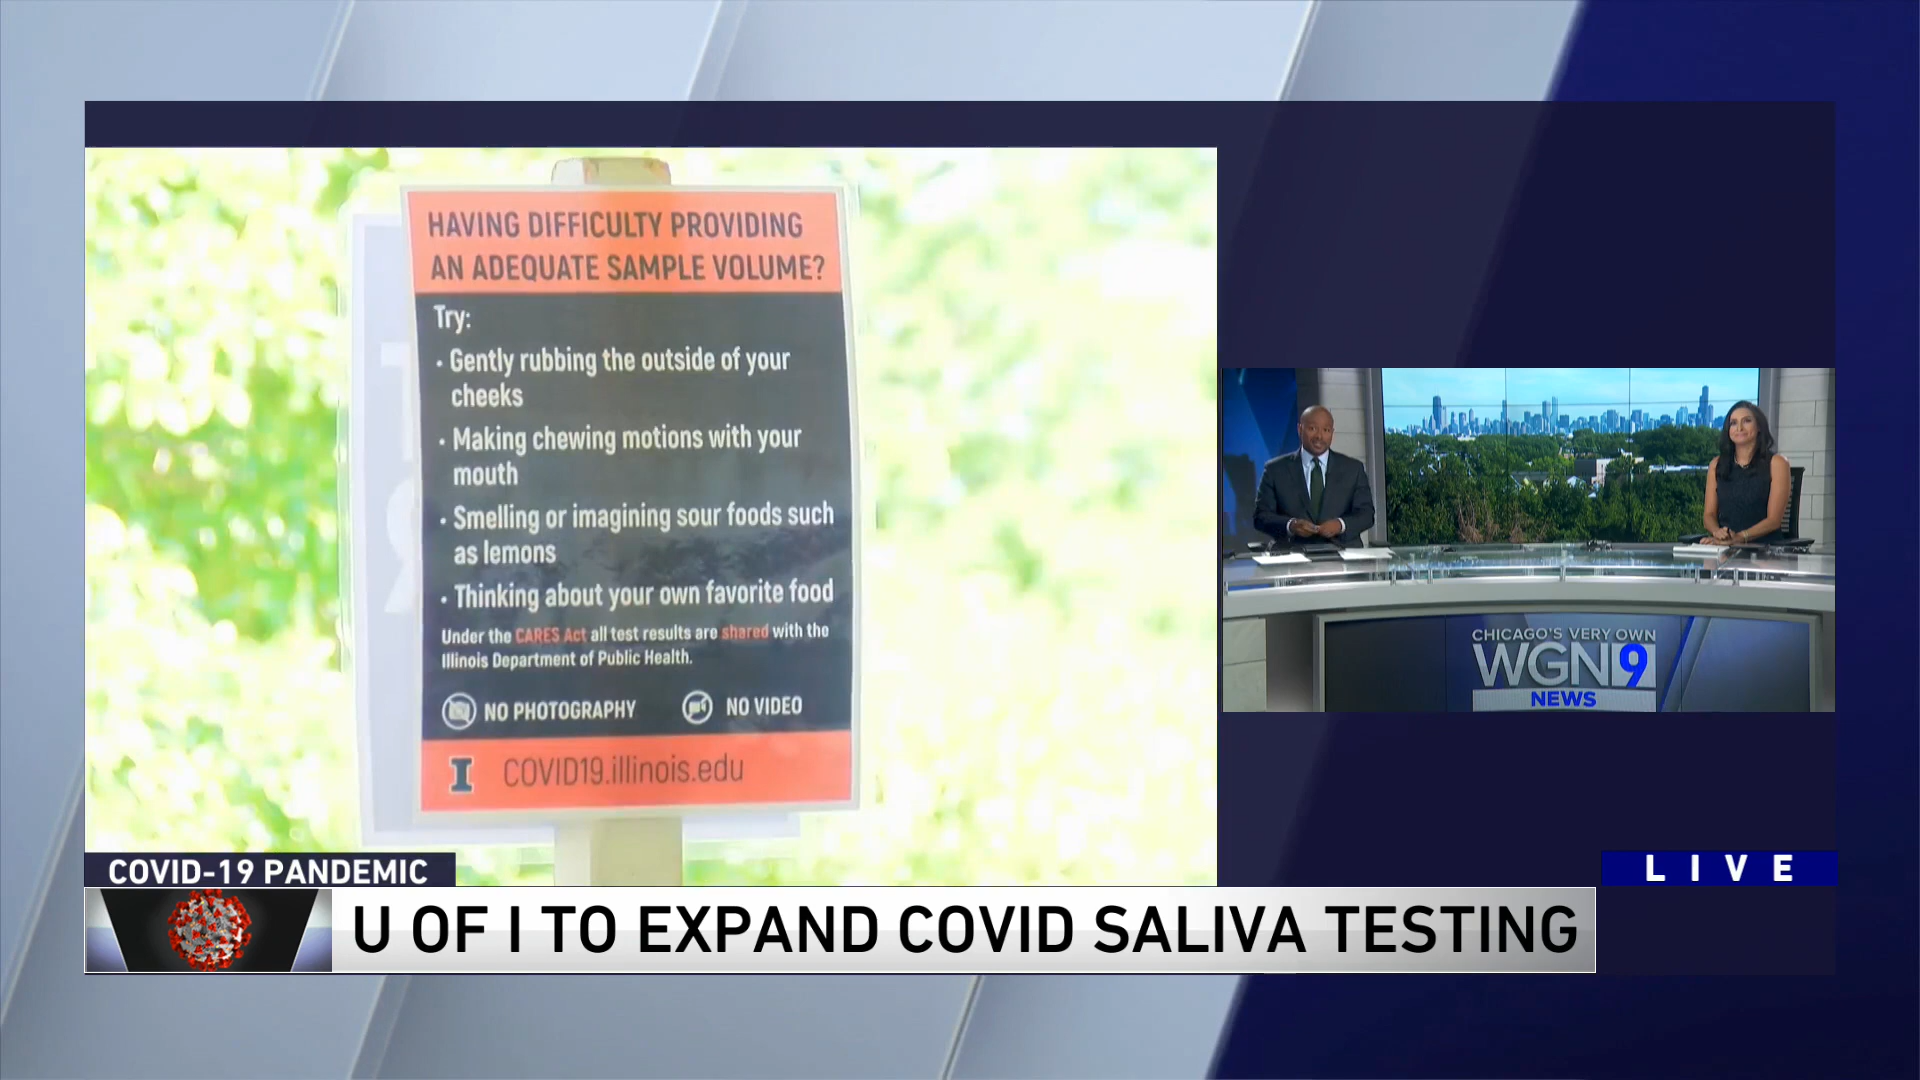 HAVING DIFFICULTY PROVIDING
AN ADEQUATE SAMPLE VOLUME?
Try:
• Gently rubbing the outside of your
cheeks
• Making chewing motions with your
mouth
• Smelling or imagining sour foods such
as lemons
• Thinking about your own favorite food
Under the CARES Act all test results are shared with the
Illinois Department of Public Health.
NO PHOTOGRAPHY NO VIDEO
I COVID19.illinois.edu
CHICAGO'S VERY OWN
WGN9
NEWS
COVID-19 PANDEMIC
LIVE
U OF I TO EXPAND COVID SALIVA TESTING